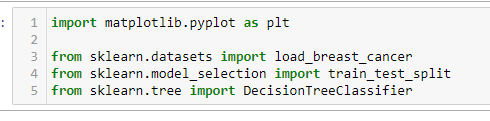 :
1 import matplotlib.pyplot as plt
2
3 from sklearn.datasets import load_breast_cancer
4 from sklearn.model_selection import train_test_split
5 from sklearn.tree import DecisionTreeClassifier